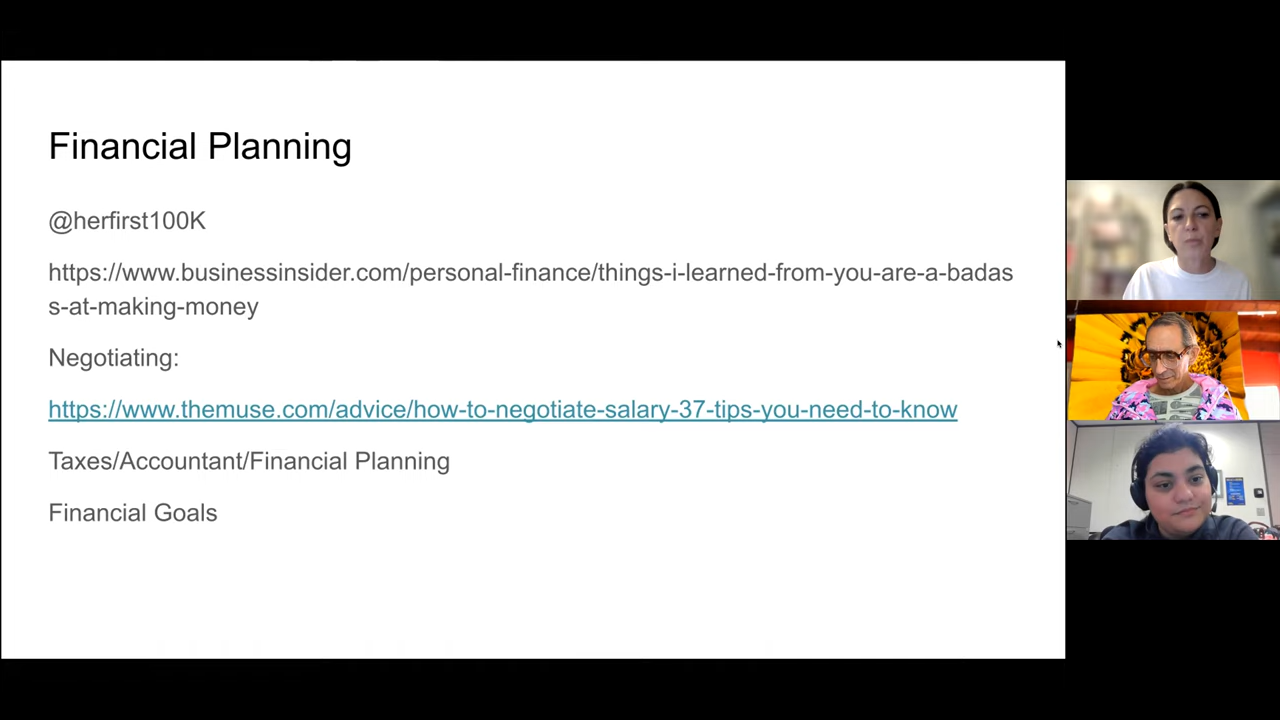 Financial Planning
@herfirst100K
https://www.businessinsider.com/personal-finance/things-i-learned-from-you-are-a-badas
s-at-making-money
Negotiating:
https://www.themuse.com/advice/how-to-negotiate-salary-37-tips-you-need-to-know
Taxes/Accountant/Financial Planning
Financial Goals